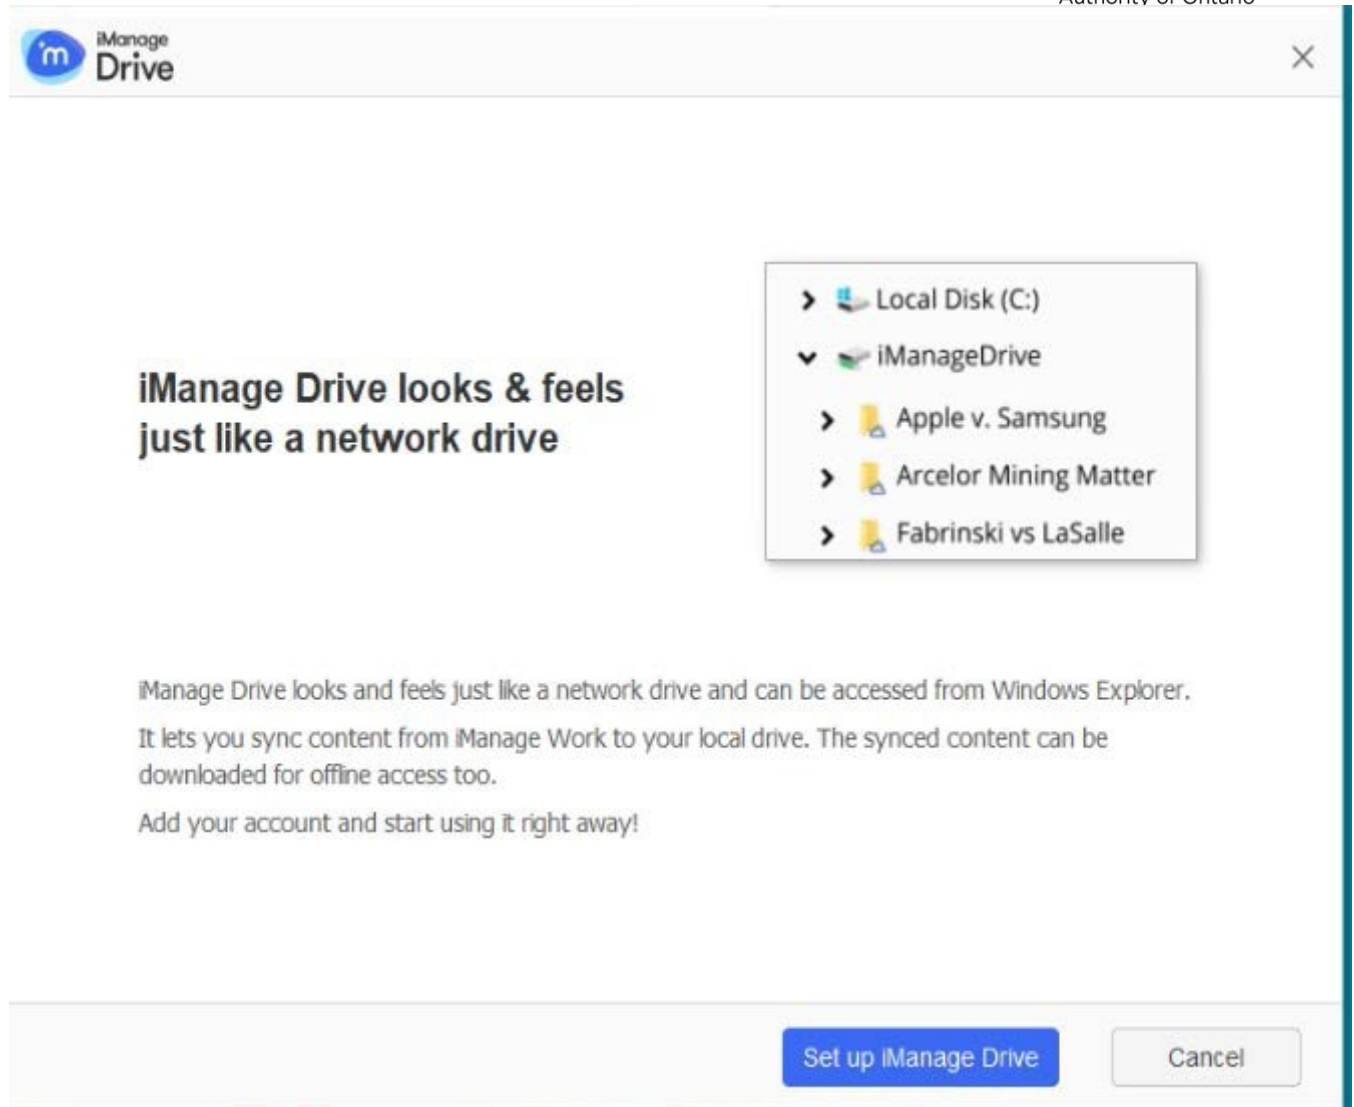 Authority of Ontario
iManage
Drive
Local Disk (C:)
iManageDrive
iManage Drive looks & feels
just like a network drive
Apple v. Samsung
Arcelor Mining Matter
Fabrinski vs LaSalle
iManage Drive looks and feels just like a network drive and can be accessed from Windows Explorer.
It lets you sync content from iManage Work to your local drive. The synced content can be
downloaded for offline access too.
Add your account and start using it right away!
Set up iManage Drive
Cancel